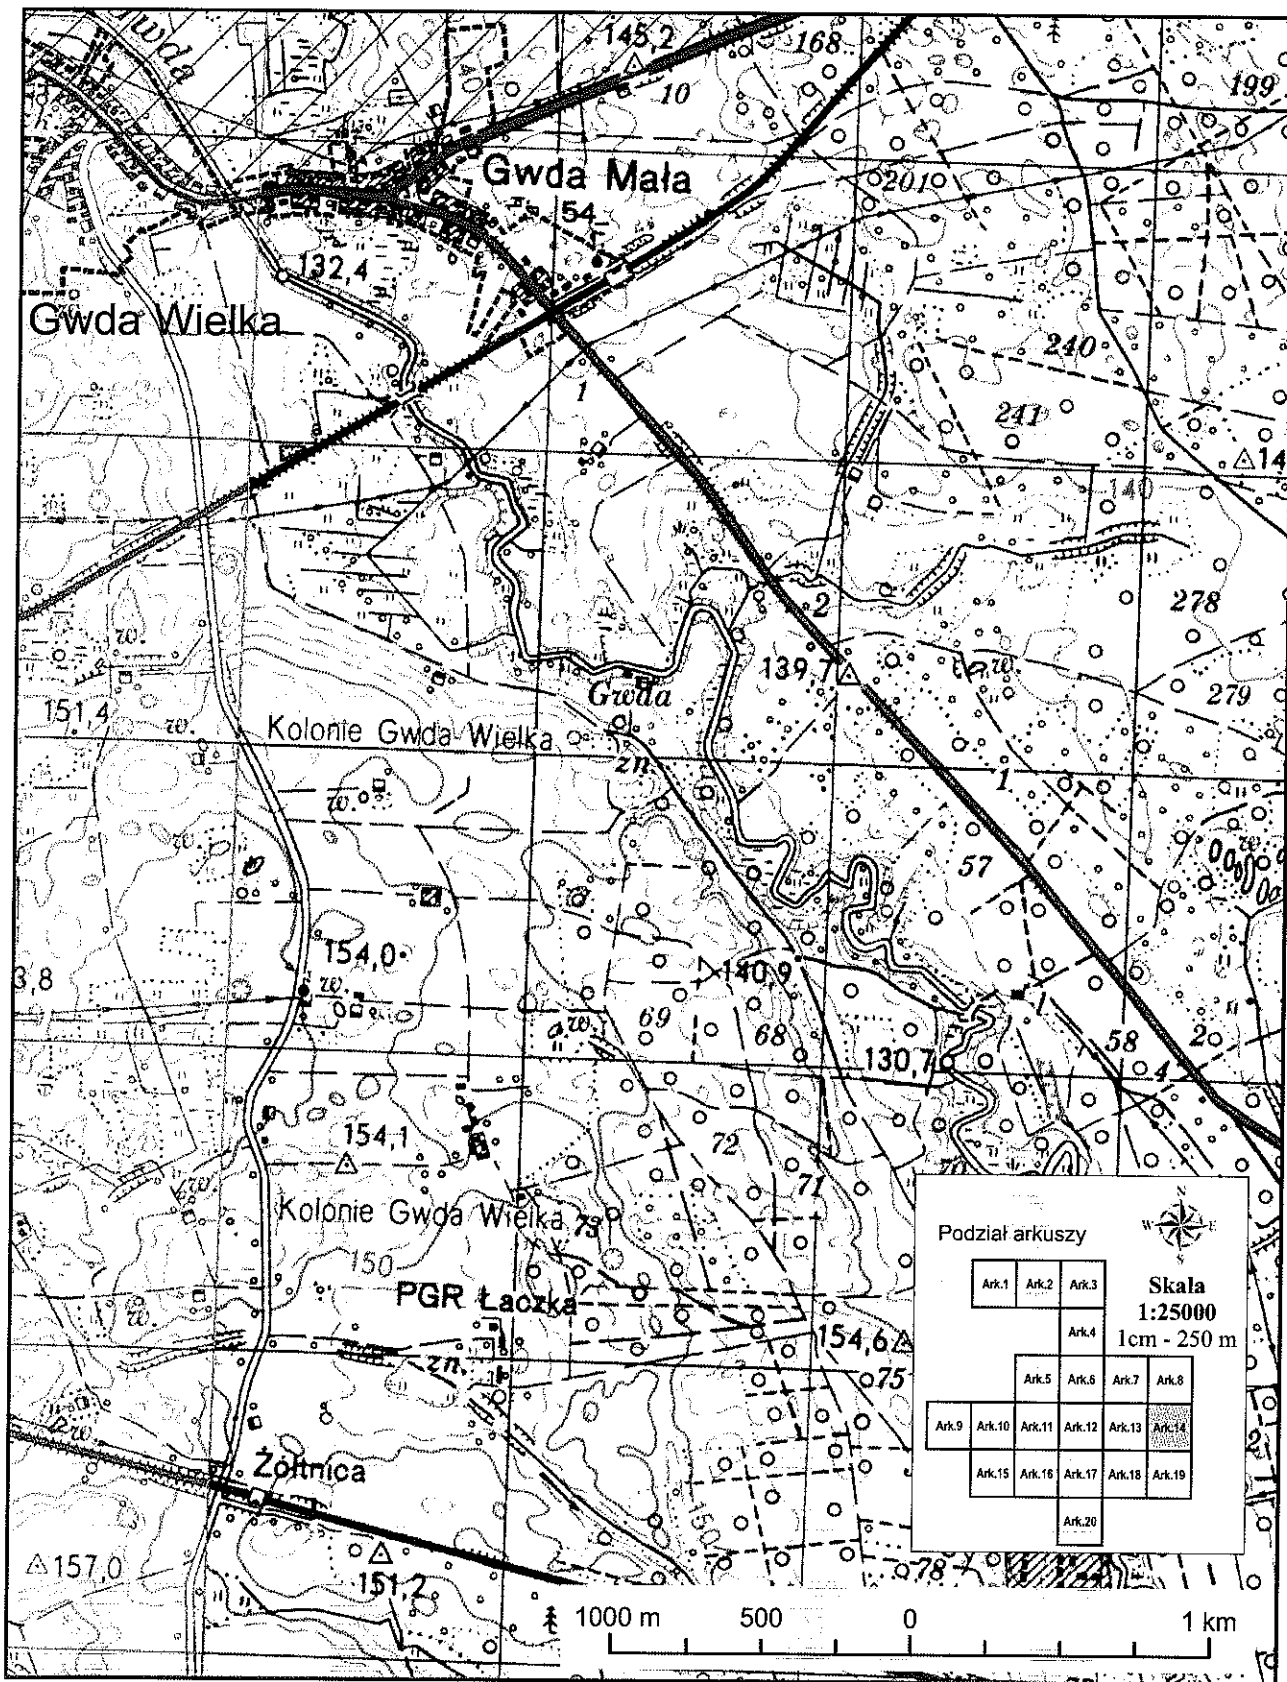 Gwda
145,2
168
10
199
Gwda Mała
201
54
132,4
Gwda Wielka
240
1
241
14
140
2
278
139,7
w.
279
Gwda
151,4
w.
Kolonie Gwda Wielka
zn.
1
w.
w.
57
154,0
3,8
140,9
w.
69
68
w.
58
2
130,7
4
154,1
72
71
70
w.
Kolonie Gwda Wielka
73
150
PGR Łączka
w.
154,6
zn.
75
w.
Żółtnica
2
150
157,0
151,2
78
Podział arkuszy
N
W E
S
Ark.1 Ark.2 Ark.3
Skala
1:25000
1cm - 250 m
Ark.4
Ark.5 Ark.6 Ark.7 Ark.8
Ark.9 Ark.10 Ark.11 Ark.12 Ark.13 Ark.14
Ark.15 Ark.16 Ark.17 Ark.18 Ark.19
Ark.20
1000 m 500 0 1 km